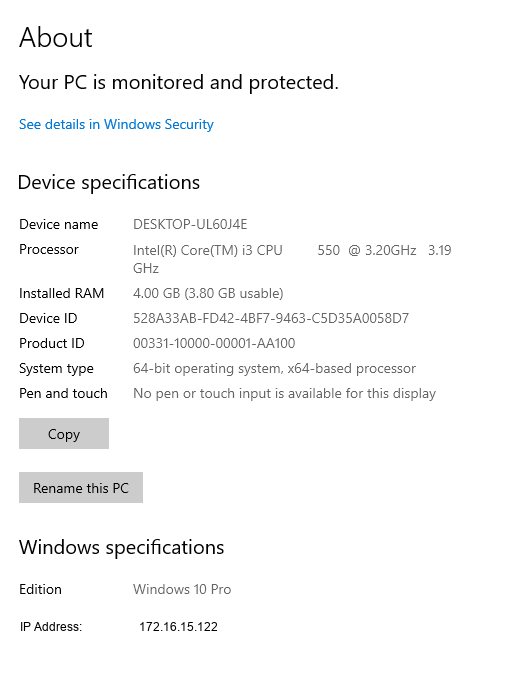 About
Your PC is monitored and protected.
See details in Windows Security
Device specifications
Device name DESKTOP-UL60J4E
Processor Intel(R) Core(TM) i3 CPU 550 @ 3.20GHz 3.19
GHz
Installed RAM 4.00 GB (3.80 GB usable)
Device ID 528A33AB-FD42-4BF7-9463-C5D35A0058D7
Product ID 00331-10000-00001-AA100
System type 64-bit operating system, x64-based processor
Pen and touch No pen or touch input is available for this display
Copy
Rename this PC
Windows specifications
Edition Windows 10 Pro
IP Address: 172.16.15.122